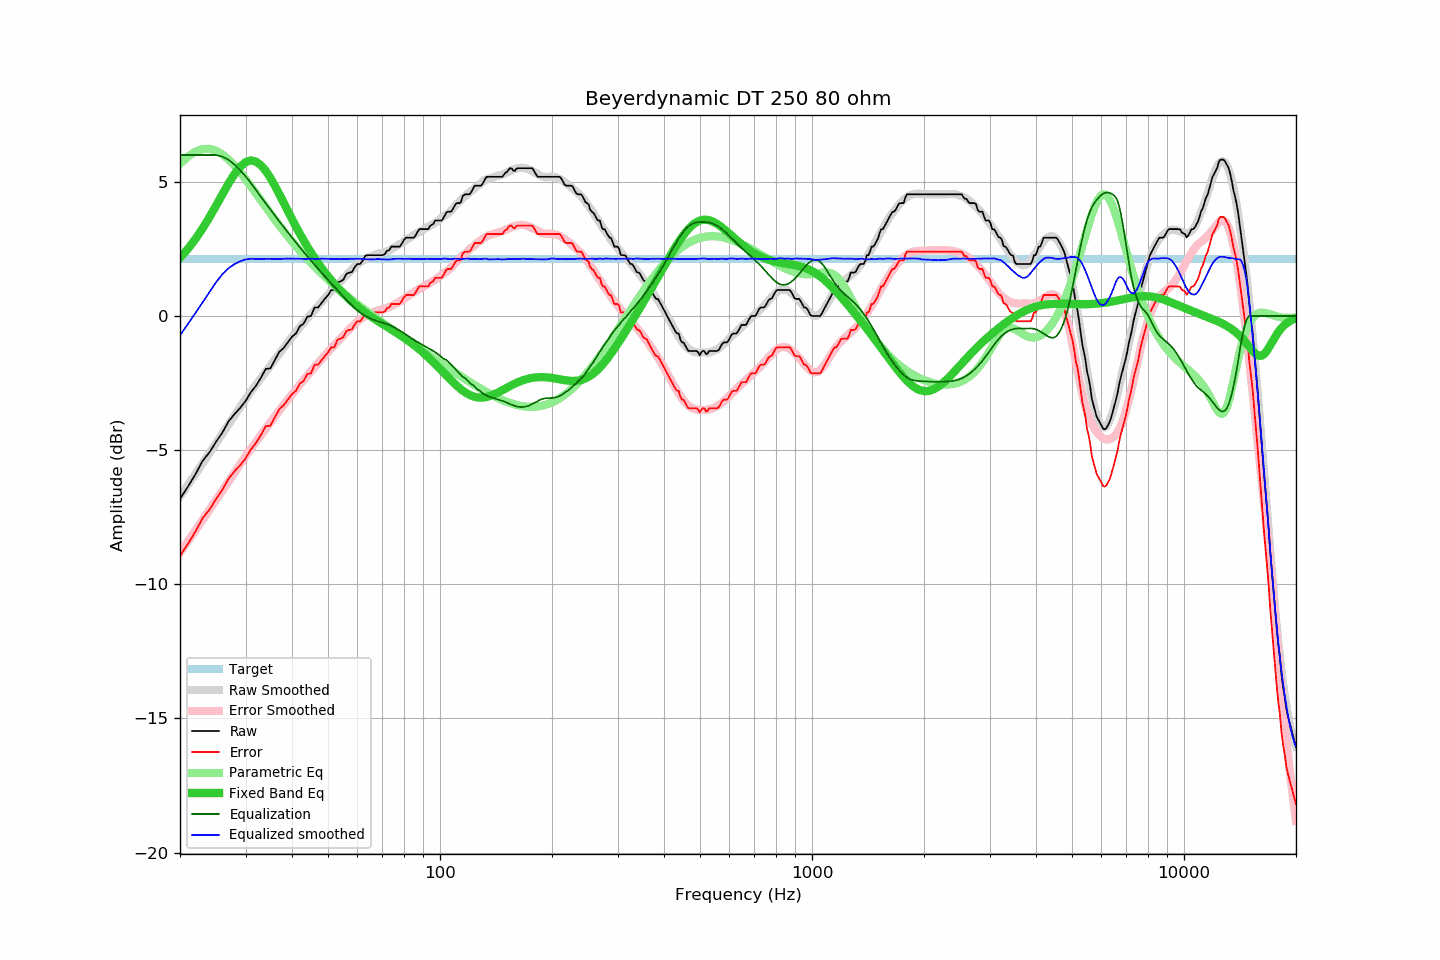 Beyerdynamic DT 250 80 ohm
Amplitude (dBr)
5
0
−5
−10
−15
−20
Target
Raw Smoothed
Error Smoothed
Raw
Error
Parametric Eq
Fixed Band Eq
Equalization
Equalized smoothed
100
1000
10000
Frequency (Hz)